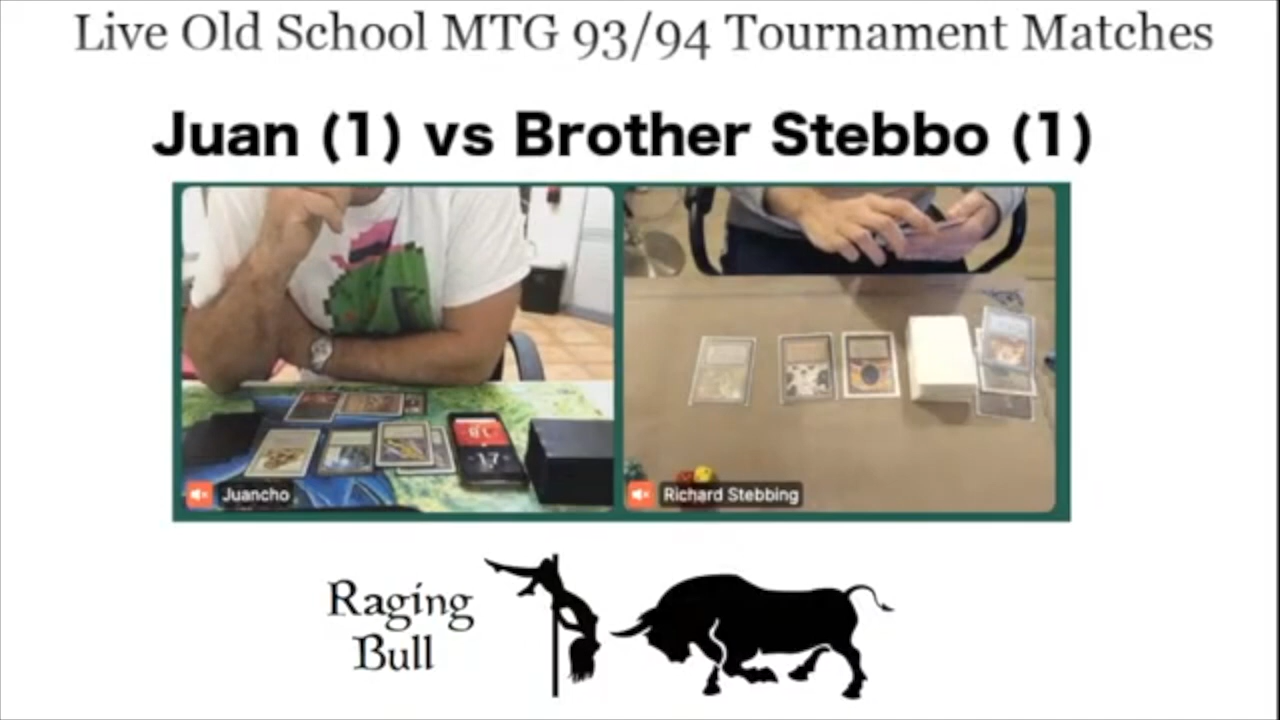 Live Old School MTG 93/94 Tournament Matches
Juan (1) vs Brother Stebbo (1)
Juancho
Richard Stebbing
Raging
Bull